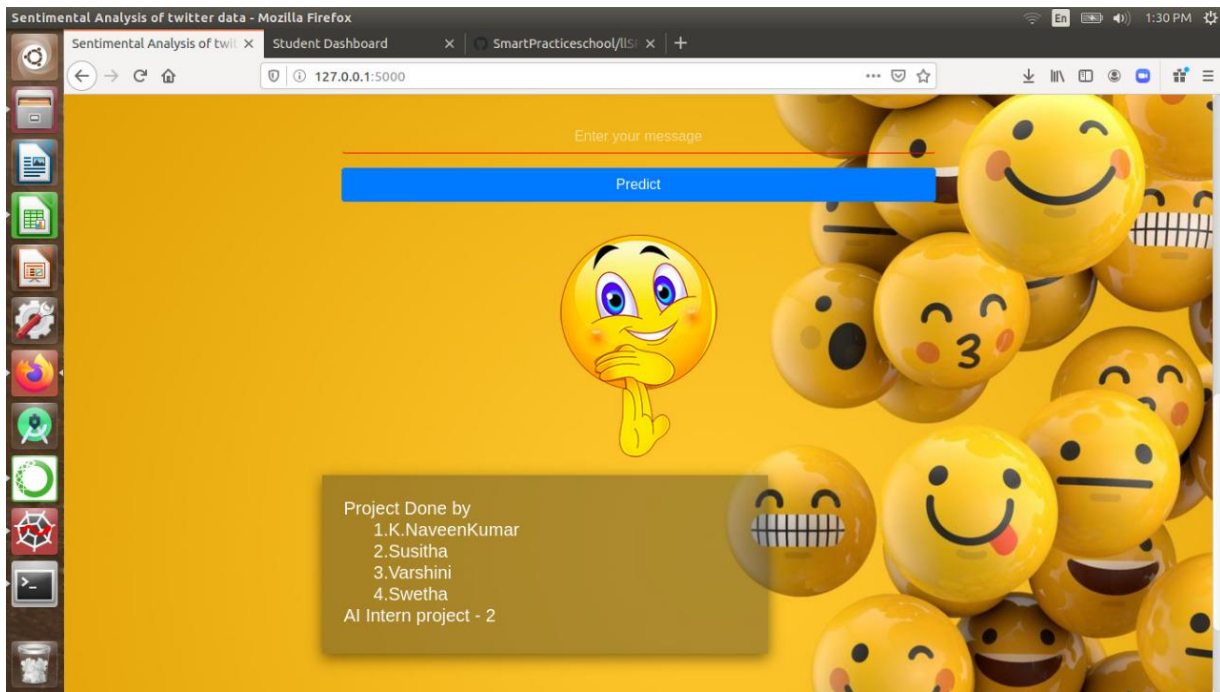 Sentimental Analysis of twitter data - Mozilla Firefox
En
1:30 PM
Sentimental Analysis of twit
Student Dashboard
SmartPracticeschool/llSP
127.0.0.1:5000
Enter your message
Predict
Project Done by
1.K.NaveenKumar
2.Susitha
3.Varshini
4.Swetha
AI Intern project - 2